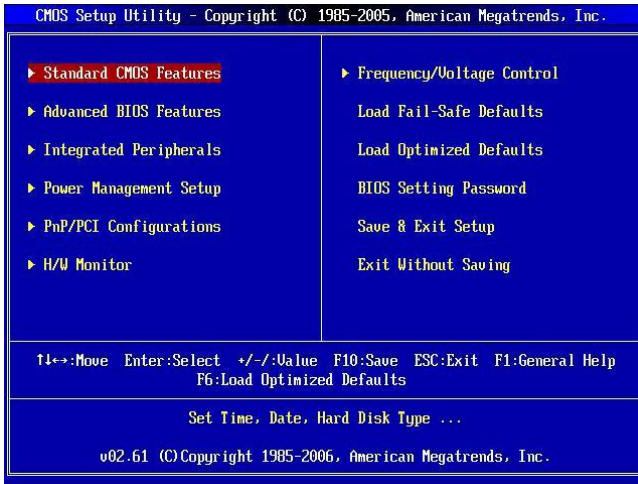 CMOS Setup Utility - Copyright (C) 1985-2005, American Megatrends, Inc.
▶ Standard CMOS Features
▶ Advanced BIOS Features
▶ Integrated Peripherals
▶ Power Management Setup
▶ PnP/PCI Configurations
▶ H/W Monitor
▶ Frequency/Voltage Control
Load Fail-Safe Defaults
Load Optimized Defaults
BIOS Setting Password
Save & Exit Setup
Exit Without Saving
↑↓←→:Move Enter:Select +/-/:Value F10:Save ESC:Exit F1:General Help
F6:Load Optimized Defaults
Set Time, Date, Hard Disk Type ...
v02.61 (C)Copyright 1985-2006, American Megatrends, Inc.